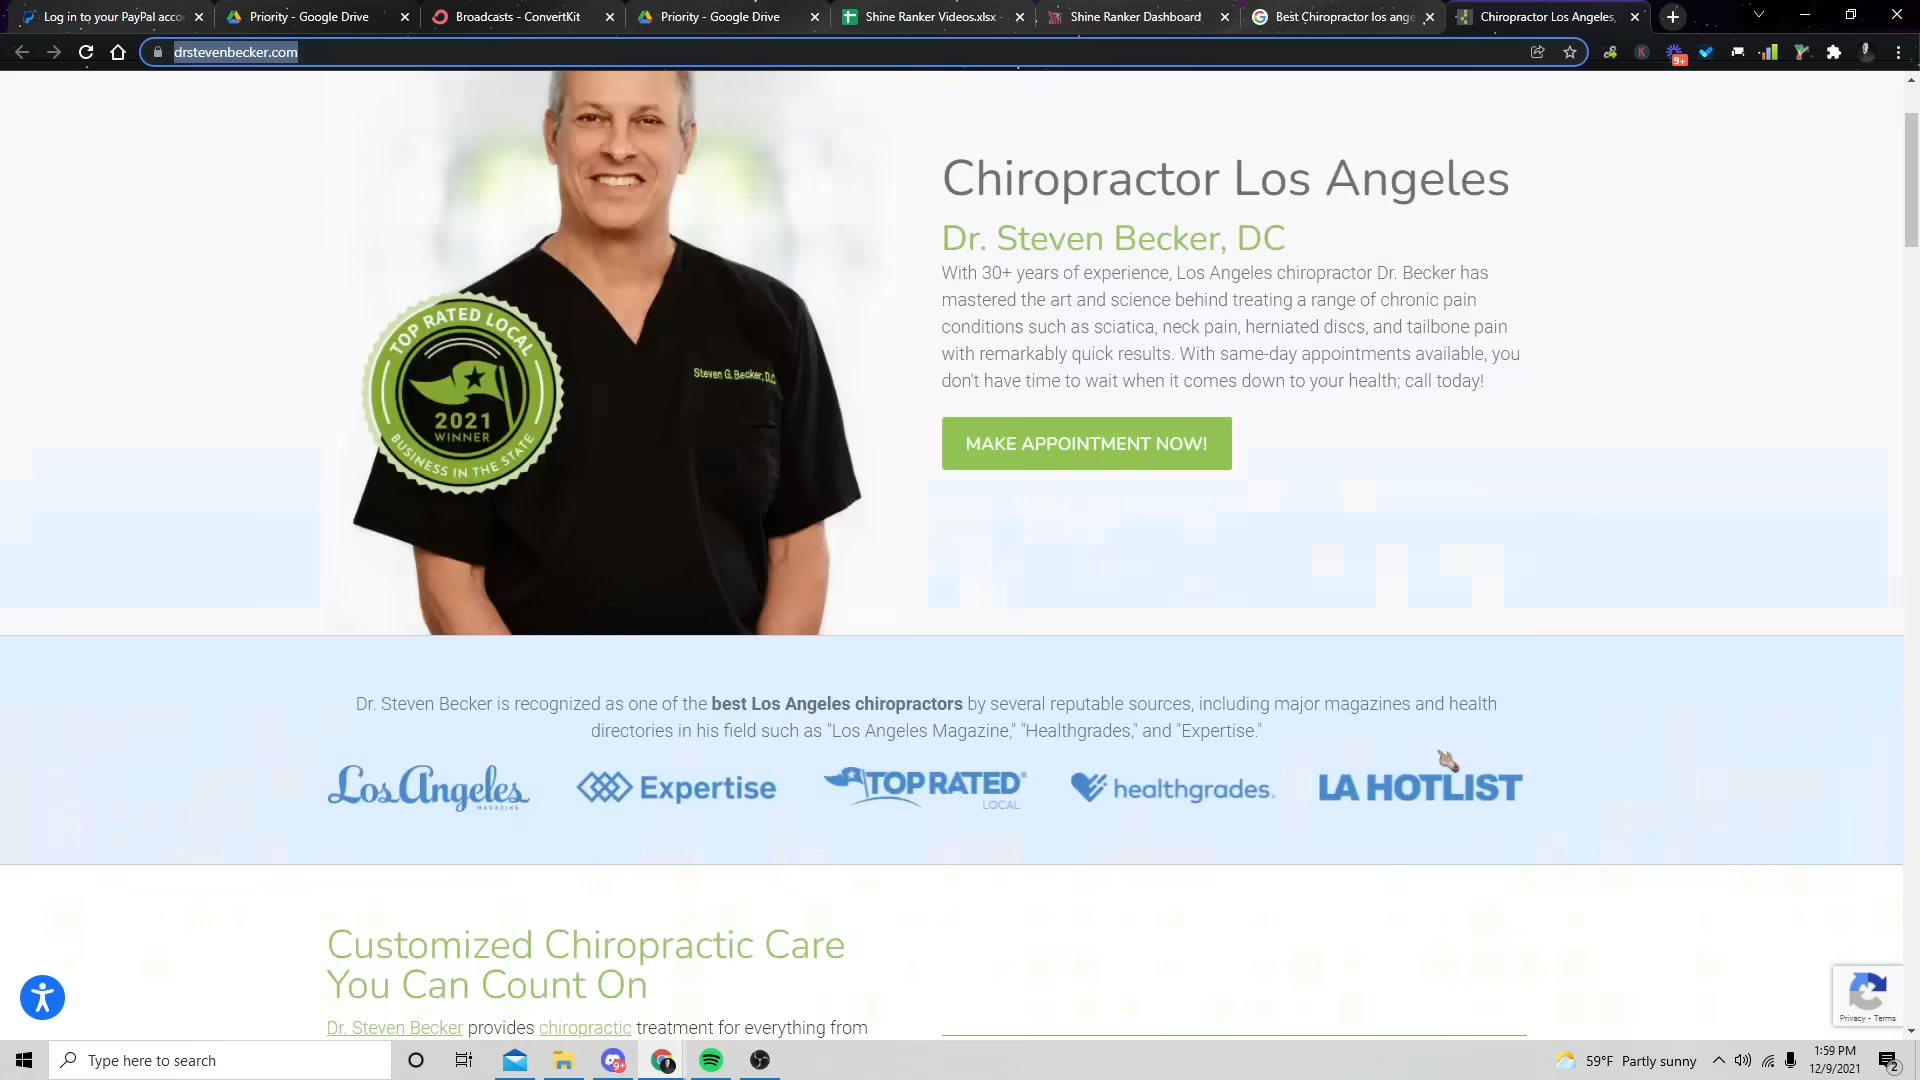 Log in to your PayPal accou
Priority - Google Drive
Broadcasts - ConvertKit
Priority - Google Drive
Shine Ranker Videos.xlsx -
Shine Ranker Dashboard
Best Chiropractor los ange
Chiropractor Los Angeles,
drstevenbecker.com
9+
Chiropractor Los Angeles
Dr. Steven Becker, DC
With 30+ years of experience, Los Angeles chiropractor Dr. Becker has
mastered the art and science behind treating a range of chronic pain
conditions such as sciatica, neck pain, herniated discs, and tailbone pain
with remarkably quick results. With same-day appointments available, you
don't have time to wait when it comes down to your health; call today!
MAKE APPOINTMENT NOW!
Steven G. Becker, D.C.
TOP RATED LOCAL
2021
WINNER
BUSINESS IN THE STATE
Dr. Steven Becker is recognized as one of the best Los Angeles chiropractors by several reputable sources, including major magazines and health
directories in his field such as "Los Angeles Magazine," "Healthgrades," and "Expertise."
Los Angeles
MAGAZINE
Expertise
TOP RATED®
LOCAL
healthgrades.
LA HOTLIST
Customized Chiropractic Care
You Can Count On
Dr. Steven Becker provides chiropractic treatment for everything from
Privacy - Terms
Type here to search
9+
59°F Partly sunny
1:59 PM
12/9/2021
2